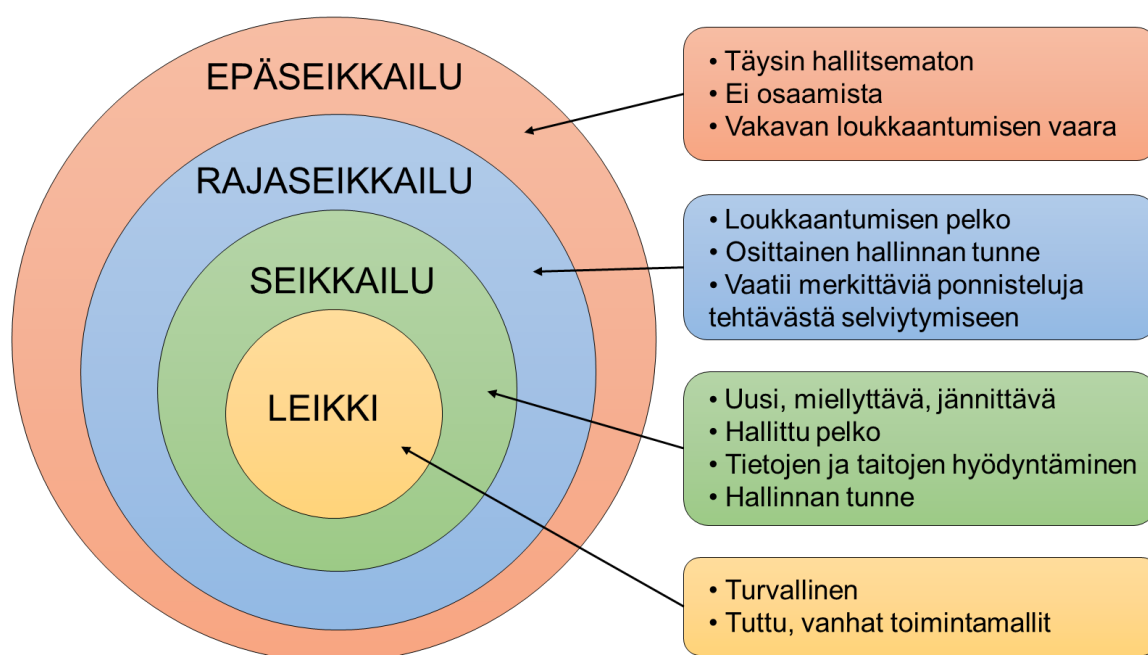 EPÄSEIKKAILU
RAJASEIKKAILU
SEIKKAILU
LEIKKI
• Täysin hallitsematon
• Ei osaamista
• Vakavan loukkaantumisen vaara
• Loukkaantumisen pelko
• Osittainen hallinnan tunne
• Vaatii merkittäviä ponnisteluja
tehtävästä selviytymiseen
• Uusi, miellyttävä, jännittävä
• Hallittu pelko
• Tietojen ja taitojen hyödyntäminen
• Hallinnan tunne
• Turvallinen
• Tuttu, vanhat toimintamallit